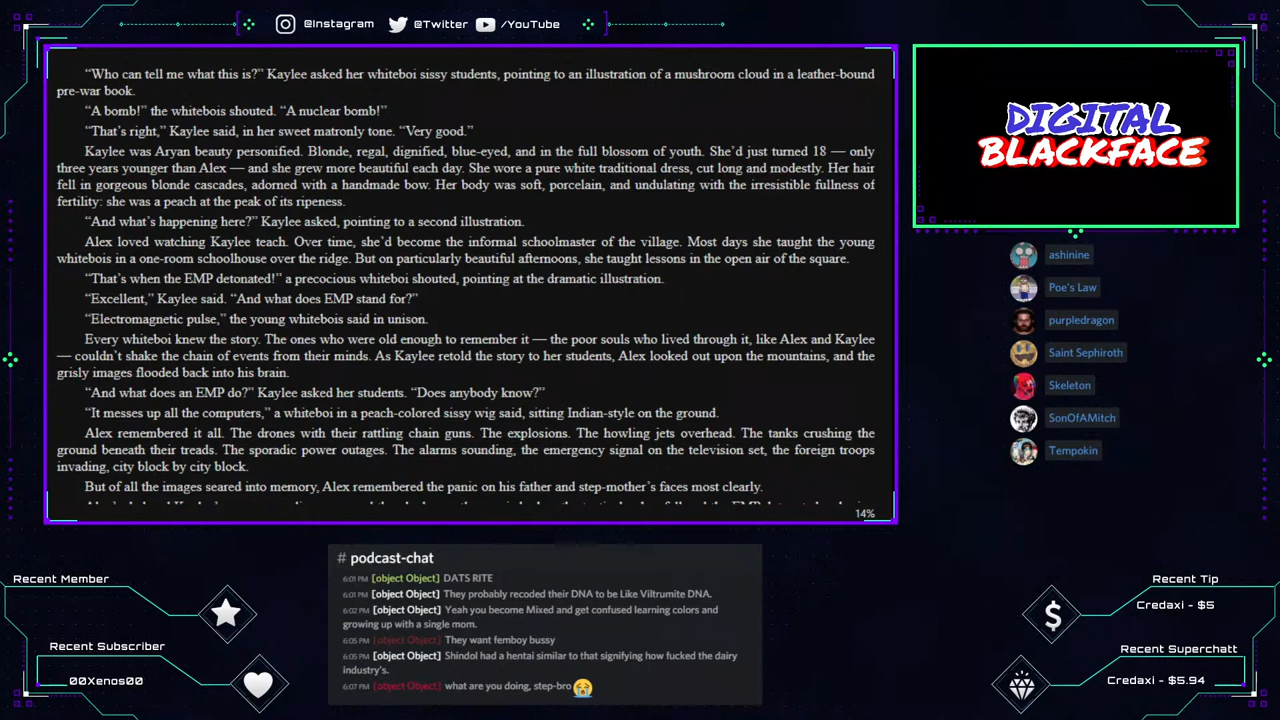 @Instagram @Twitter /YouTube
“Who can tell me what this is?” Kaylee asked her whiteboi sissy students, pointing to an illustration of a mushroom cloud in a leather-bound
pre-war book.
“A bomb!” the whitebois shouted. “A nuclear bomb!”
“That’s right,” Kaylee said, in her sweet matronly tone. “Very good.”
Kaylee was Aryan beauty personified. Blonde, regal, dignified, blue-eyed, and in the full blossom of youth. She’d just turned 18 — only
three years younger than Alex — and she grew more beautiful each day. She wore a pure white traditional dress, cut long and modestly. Her hair
fell in gorgeous blonde cascades, adorned with a handmade bow. Her body was soft, porcelain, and undulating with the irresistible fullness of
fertility: she was a peach at the peak of its ripeness.
“And what’s happening here?” Kaylee asked, pointing to a second illustration.
Alex loved watching Kaylee teach. Over time, she’d become the informal schoolmaster of the village. Most days she taught the young
whitebois in a one-room schoolhouse over the ridge. But on particularly beautiful afternoons, she taught lessons in the open air of the square.
“That’s when the EMP detonated!” a precocious whiteboi shouted, pointing at the dramatic illustration.
“Excellent,” Kaylee said. “And what does EMP stand for?”
“Electromagnetic pulse,” the young whitebois said in unison.
Every whiteboi knew the story. The ones who were old enough to remember it — the poor souls who lived through it, like Alex and Kaylee
— couldn’t shake the chain of events from their minds. As Kaylee retold the story to her students, Alex looked out upon the mountains, and the
grisly images flooded back into his brain.
“And what does an EMP do?” Kaylee asked her students. “Does anybody know?”
“It messes up all the computers,” a whiteboi in a peach-colored sissy wig said, sitting Indian-style on the ground.
Alex remembered it all. The drones with their rattling chain guns. The explosions. The howling jets overhead. The tanks crushing the
ground beneath their treads. The sporadic power outages. The alarms sounding, the emergency signal on the television set, the foreign troops
invading, city block by city block.
But of all the images seared into memory, Alex remembered the panic on his father and step-mother’s faces most clearly.
14%
DIGITAL
BLACKFACE
ashinine
Poe's Law
purpledragon
Saint Sephiroth
Skeleton
SonOfAMitch
Tempokin
# podcast-chat
6:01 PM [object Object] DATS RITE
6:01 PM [object Object] They probably recoded their DNA to be Like Viltrumite DNA.
6:02 PM [object Object] Yeah you become Mixed and get confused learning colors and
growing up with a single mom.
6:05 PM [object Object] They want femboy bussy
6:05 PM [object Object] Shindol had a hentai similar to that signifying how fucked the dairy
industry's.
6:07 PM [object Object] what are you doing, step-bro 😭
Recent Member
Recent Subscriber
00Xenos00
Recent Tip
Credaxi - $5
Recent Superchatt
Credaxi - $5.94